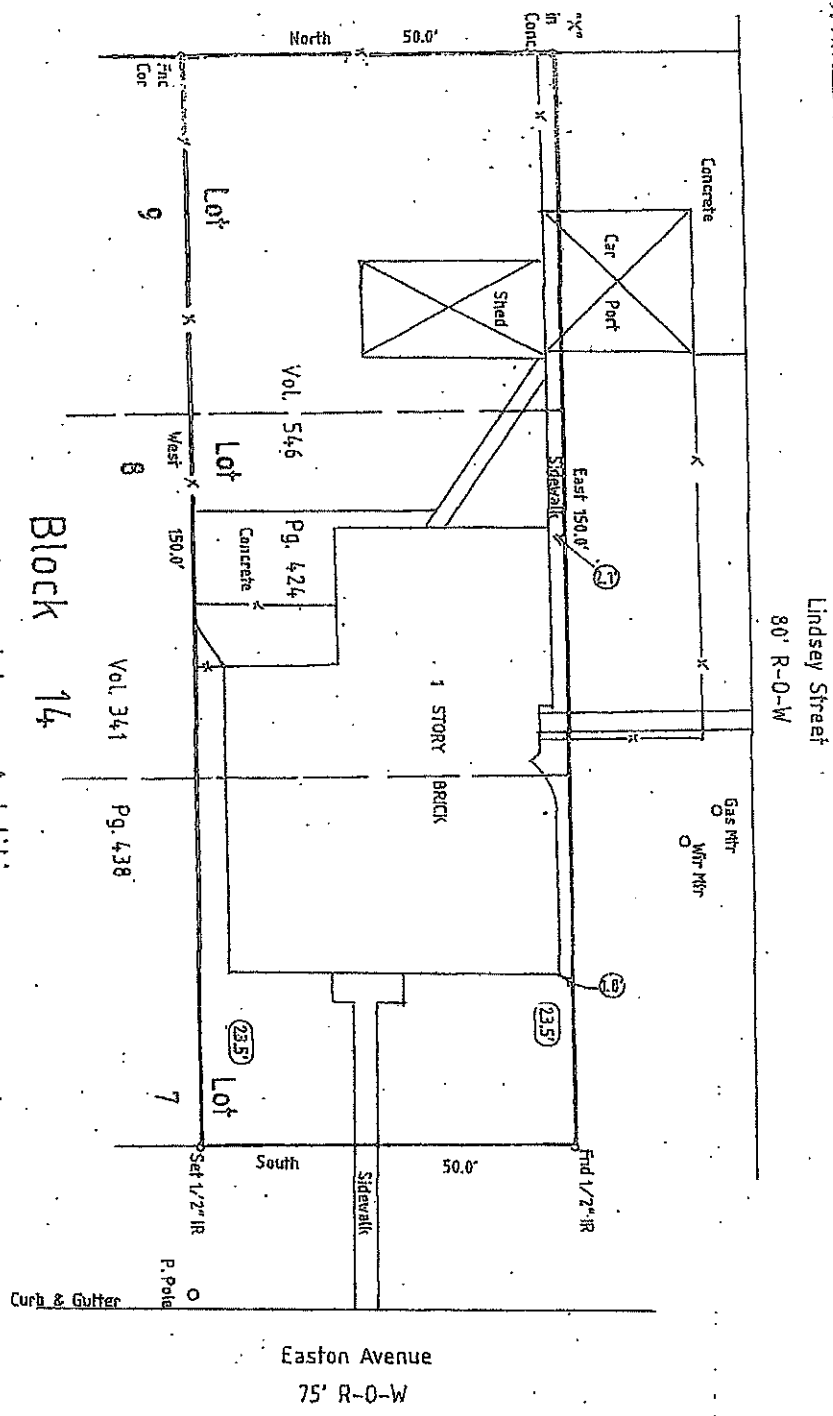 Lindsey Street
80' R-O-W
"X"
in
Conc.
North 50.0'
Fnc
Cor
Concrete
Car
Port
Shed
Lot
9
Vol. 546
Pg. 424
West 150.0'
Lot
8
East 150.0'
Sidewalk
Concrete
1 STORY BRICK
Block 14
Vol. 341
Pg. 438
Gas Mtr
Wtr Mtr
1.8'
23.5'
23.5'
Lot
7
South 50.0'
Fnd 1/2" IR
Set 1/2" IR
Sidewalk
P. Pole
Curb & Gutter
Easton Avenue
75' R-O-W